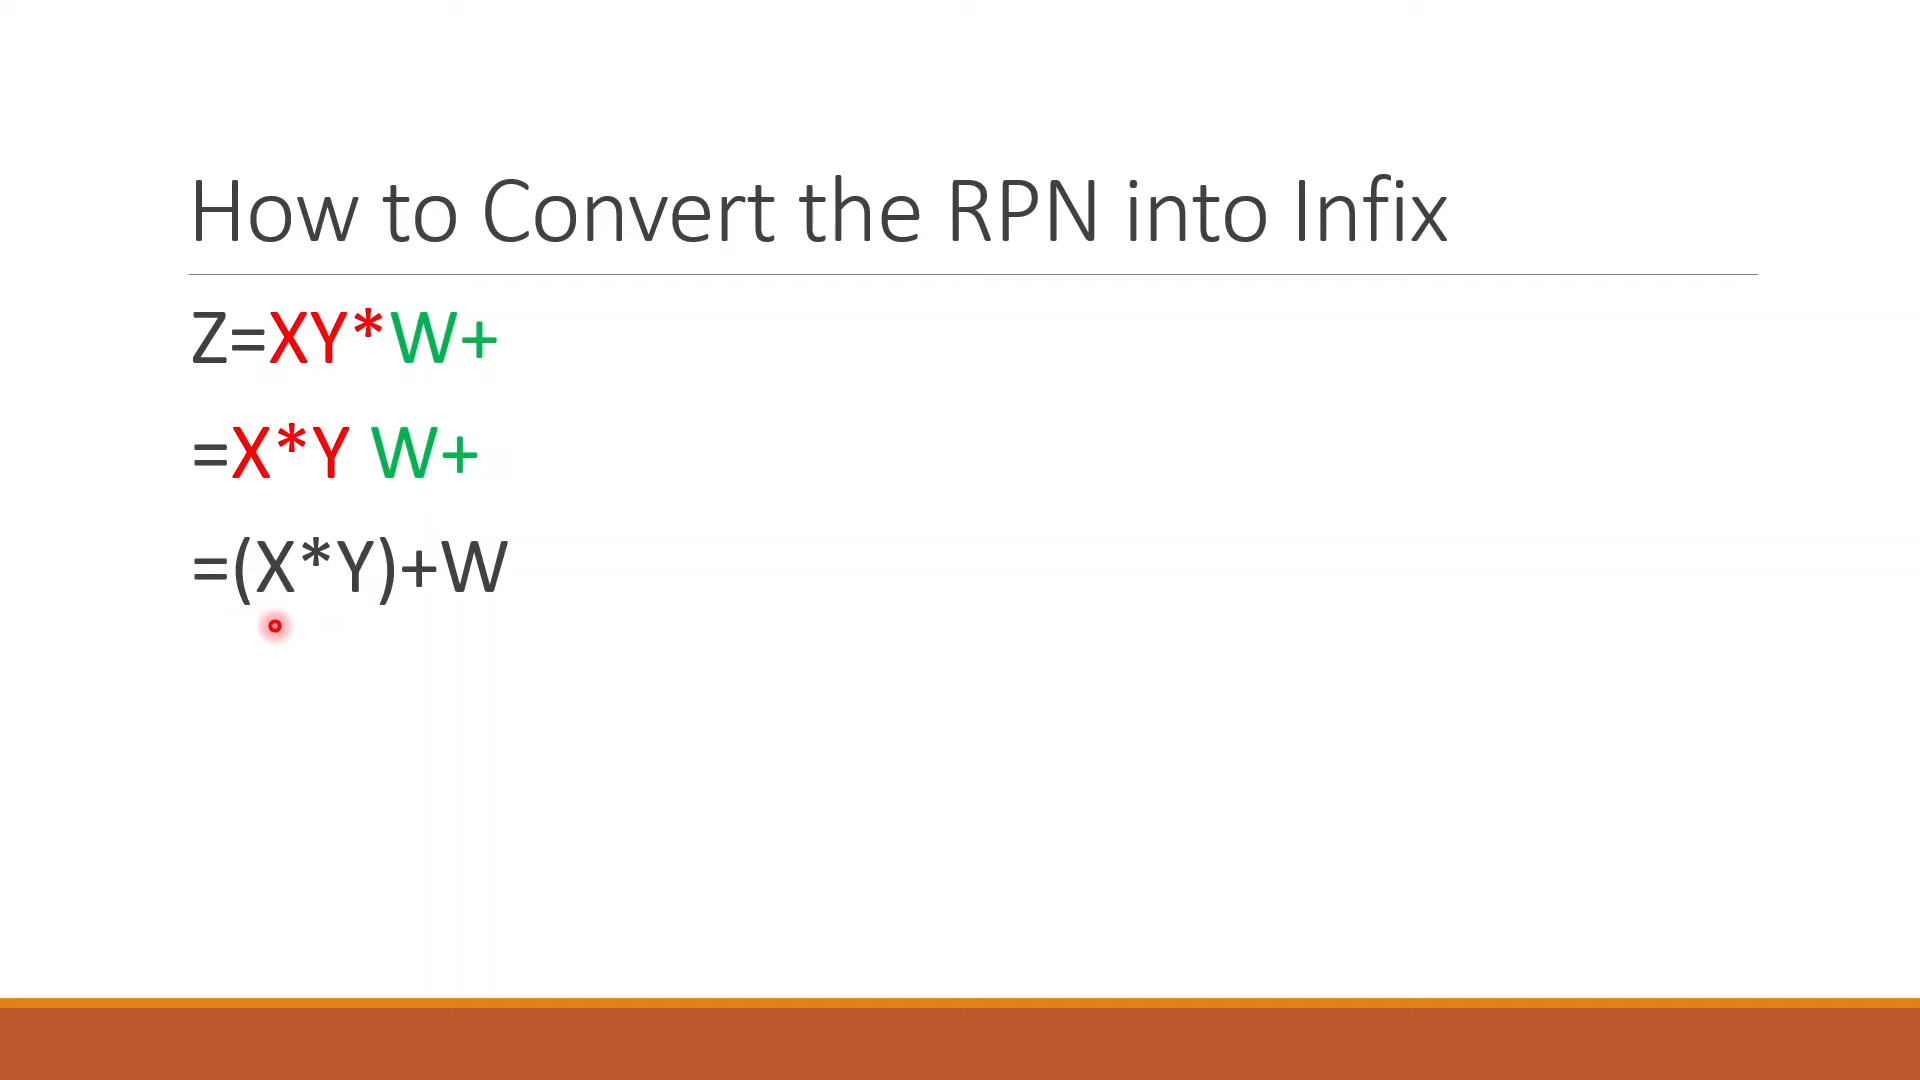 How to Convert the RPN into Infix
Z=XY*W+
=X*Y W+
=(X*Y)+W